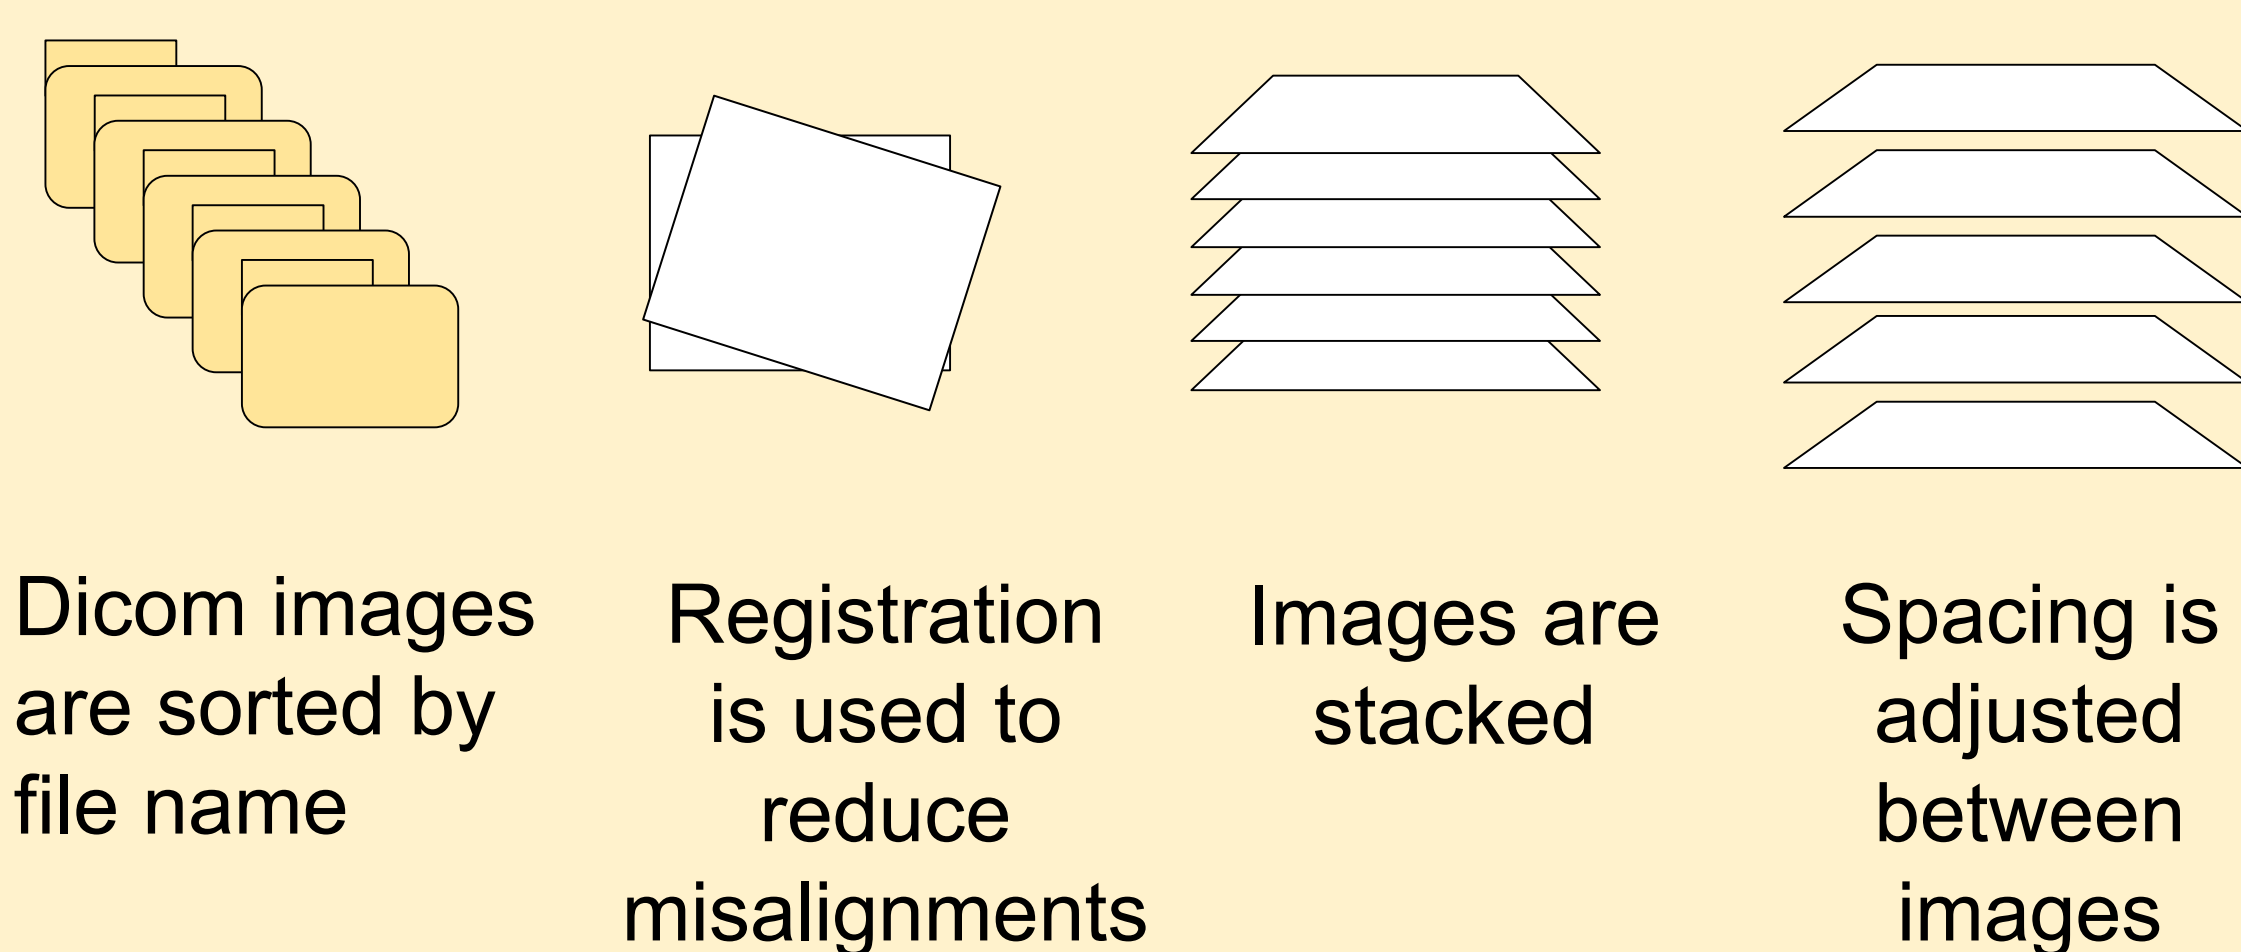 Dicom images
are sorted by
file name
Registration
is used to
reduce
misalignments
Images are
stacked
Spacing is
adjusted
between
images